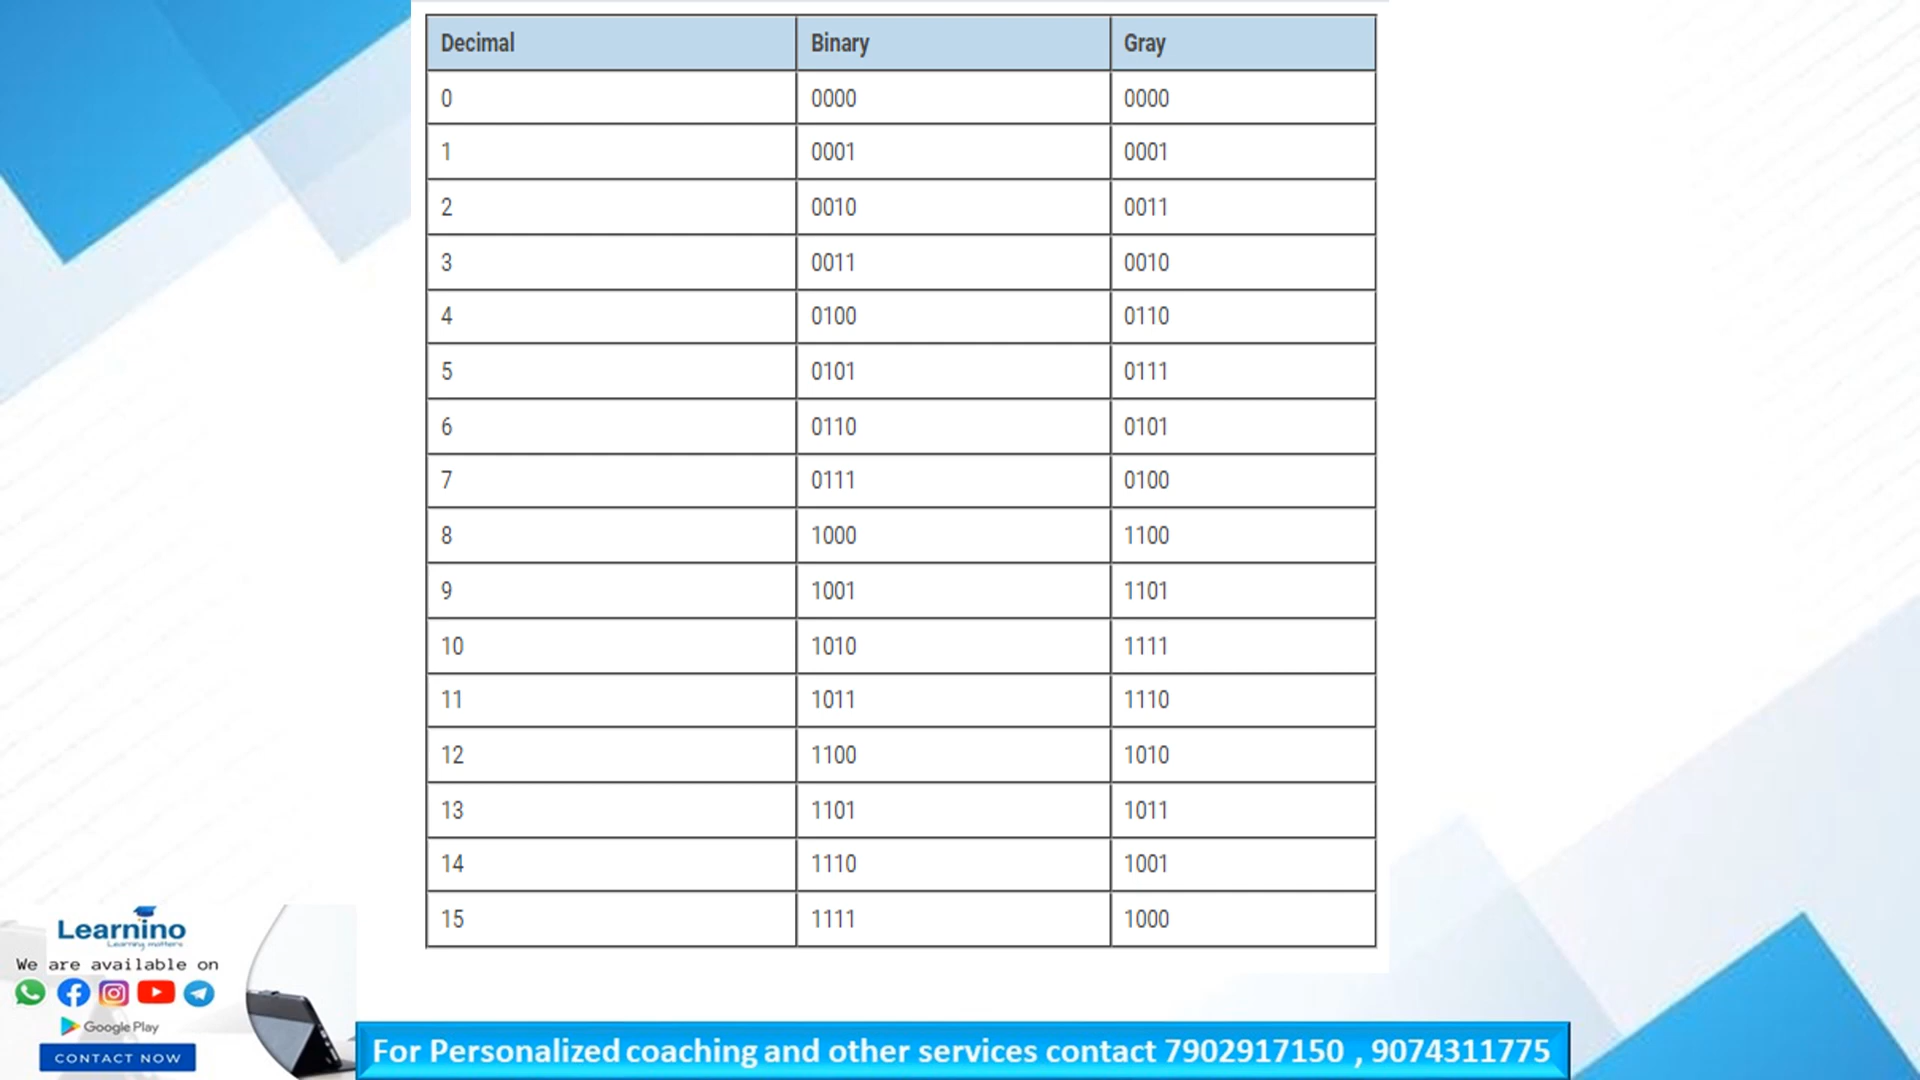 Decimal Binary Gray
0 0000 0000
1 0001 0001
2 0010 0011
3 0011 0010
4 0100 0110
5 0101 0111
6 0110 0101
7 0111 0100
8 1000 1100
9 1001 1101
10 1010 1111
11 1011 1110
12 1100 1010
13 1101 1011
14 1110 1001
15 1111 1000
Learnino
Learning matters
We are available on
Google Play
CONTACT NOW
For Personalized coaching and other services contact 7902917150 , 9074311775